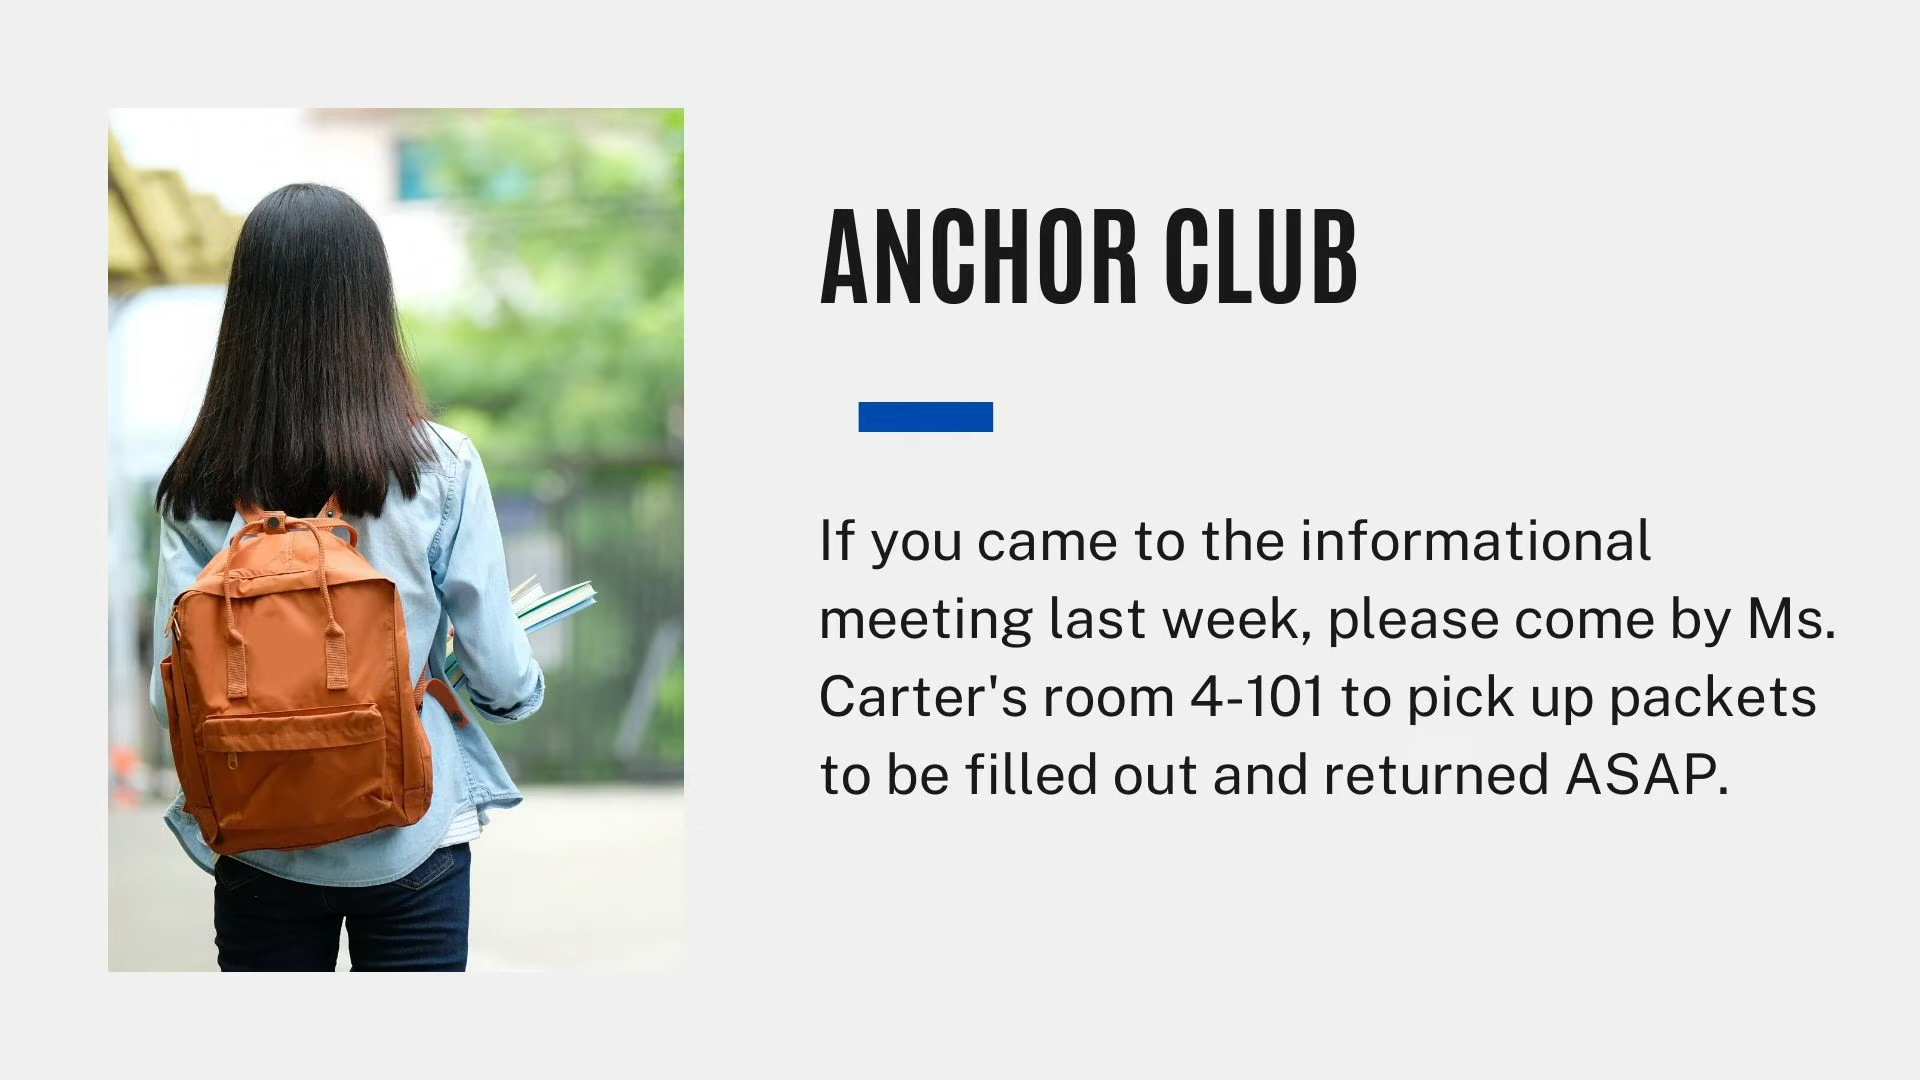 ANCHOR CLUB
If you came to the informational
meeting last week, please come by Ms.
Carter's room 4-101 to pick up packets
to be filled out and returned ASAP.